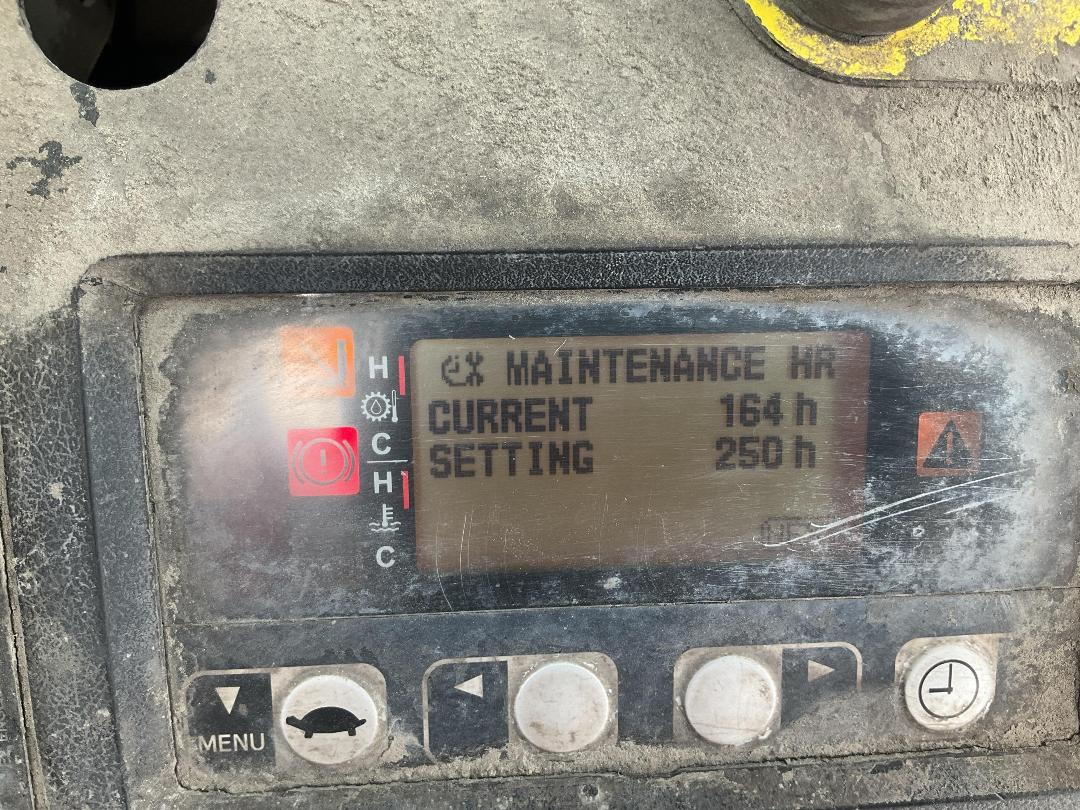 MAINTENANCE HR
CURRENT 164 h
SETTING 250 h
H
C
H
C
MENU